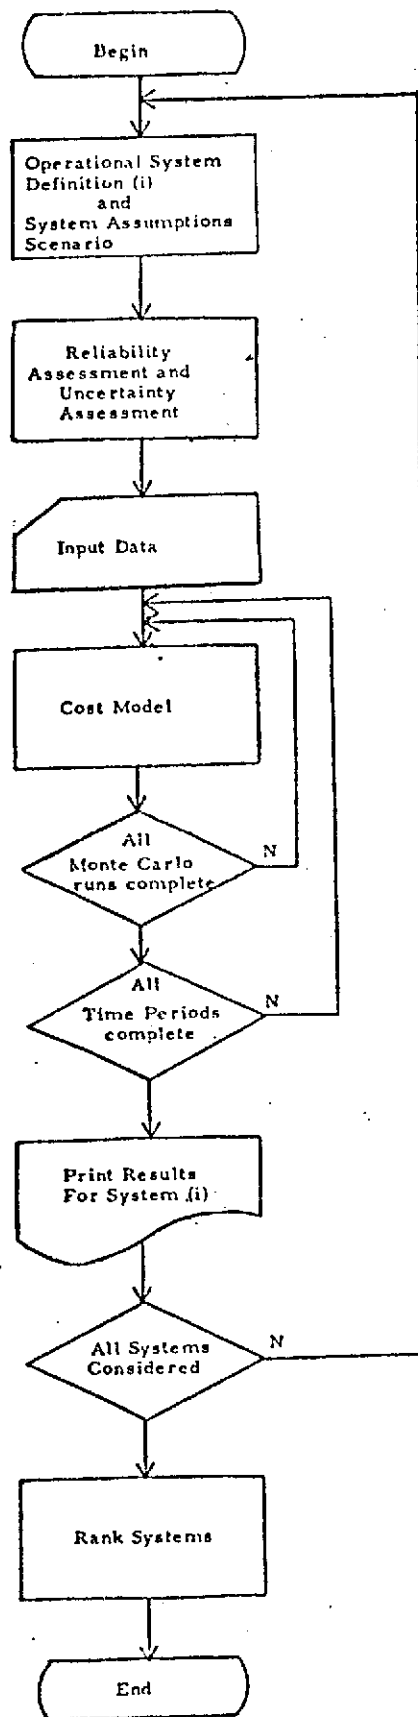 Begin
Operational System
Definition (i)
and
System Assumptions
Scenario
Reliability
Assessment and
Uncertainty
Assessment
Input Data
Cost Model
All
Monte Carlo
runs complete
N
All
Time Periods
complete
N
Print Results
For System (i)
All Systems
Considered
N
Rank Systems
End